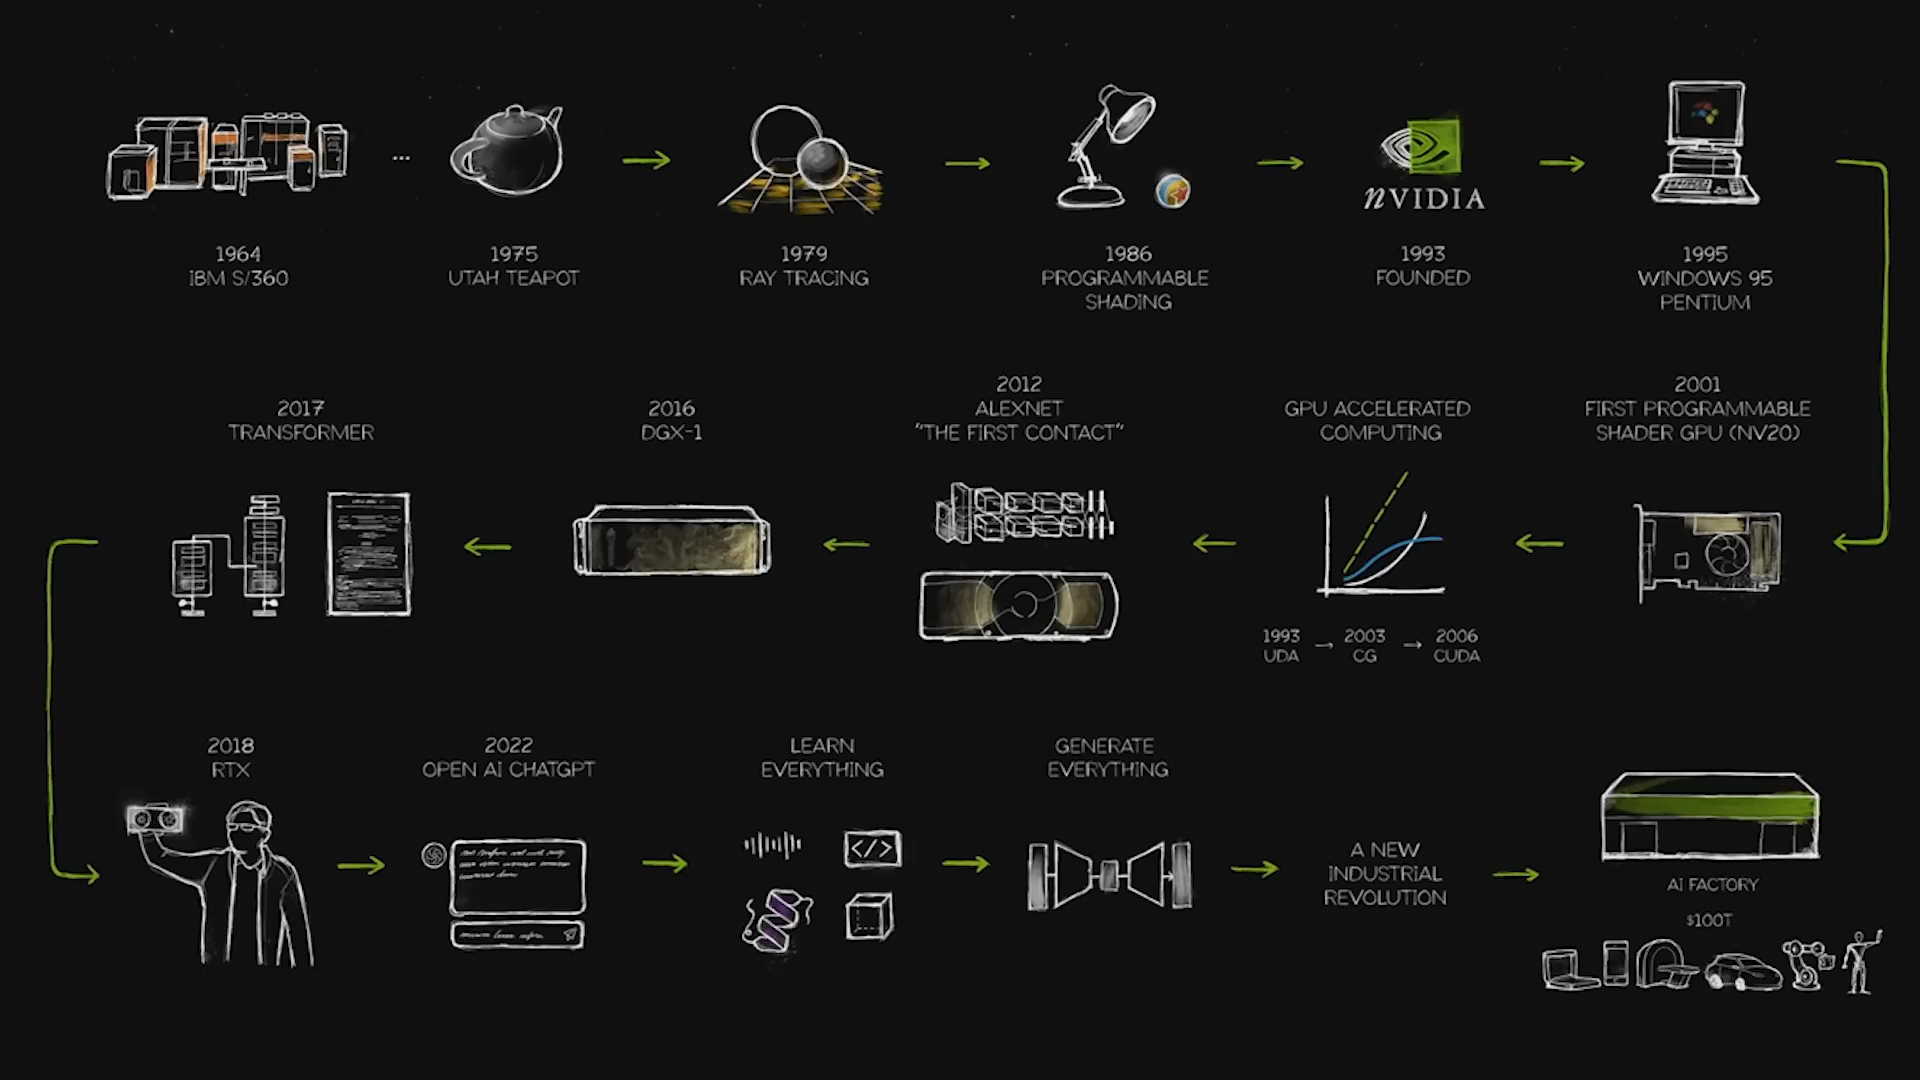 nVIDIA
1964
IBM S/360
...
1975
UTAH TEAPOT
1979
RAY TRACING
1986
PROGRAMMABLE
SHADING
1993
FOUNDED
1995
WINDOWS 95
PENTIUM
2001
FIRST PROGRAMMABLE
SHADER GPU (NV20)
GPU ACCELERATED
COMPUTING
1993
UDA
2003
CG
2006
CUDA
2012
ALEXNET
"THE FIRST CONTACT"
2016
DGX-1
2017
TRANSFORMER
2018
RTX
2022
OPEN AI CHATGPT
LEARN
EVERYTHING
</>
GENERATE
EVERYTHING
A NEW
INDUSTRIAL
REVOLUTION
AI FACTORY
$100T